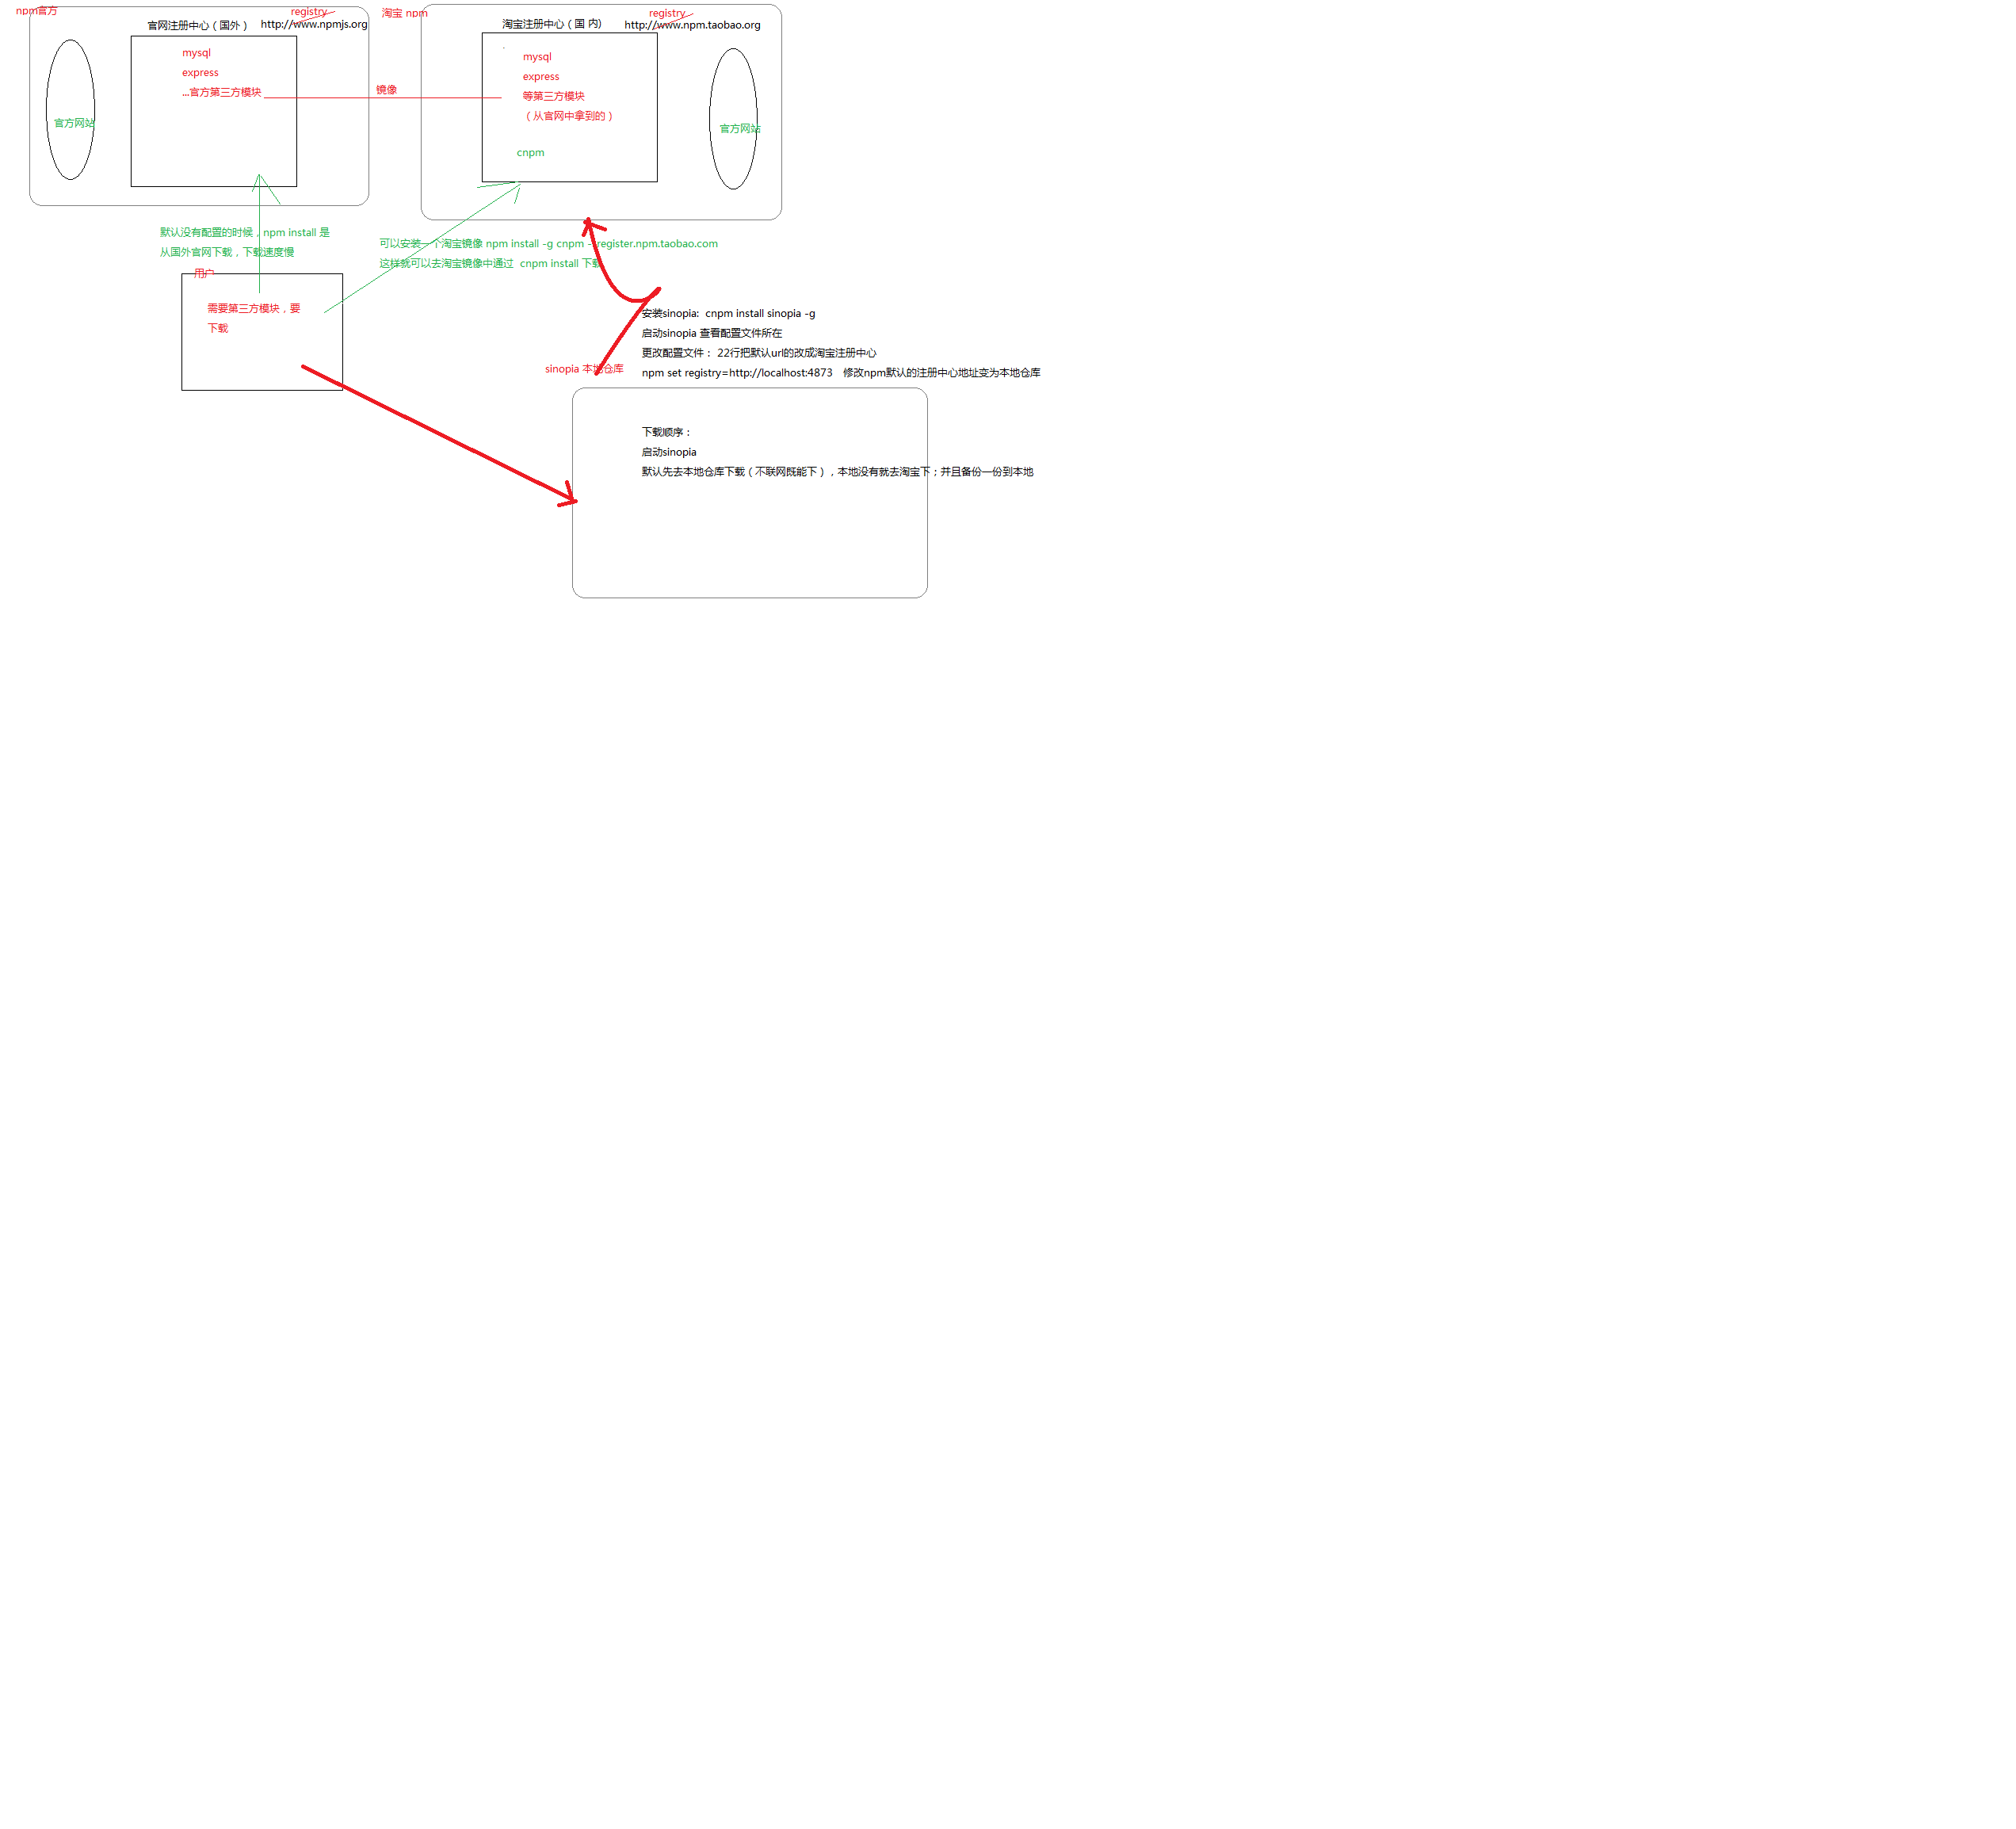 npm官方
官网注册中心（国外）
registry
http://www.npmjs.org
mysql
express
...官方第三方模块
官方网站
镜像
淘宝 npm
淘宝注册中心（国 内)
registry
http://www.npm.taobao.org
mysql
express
等第三方模块
（从官网中拿到的）
cnpm
官方网站
默认没有配置的时候，npm install 是
从国外官网下载，下载速度慢
可以安装一个淘宝镜像 npm install -g cnpm --register.npm.taobao.com
这样就可以去淘宝镜像中通过 cnpm install 下载
用户
需要第三方模块，要
下载
安装sinopia: cnpm install sinopia -g
启动sinopia 查看配置文件所在
更改配置文件： 22行把默认url的改成淘宝注册中心
npm set registry=http://localhost:4873 修改npm默认的注册中心地址变为本地仓库
sinopia 本地仓库
下载顺序：
启动sinopia
默认先去本地仓库下载（不联网既能下），本地没有就去淘宝下；并且备份一份到本地